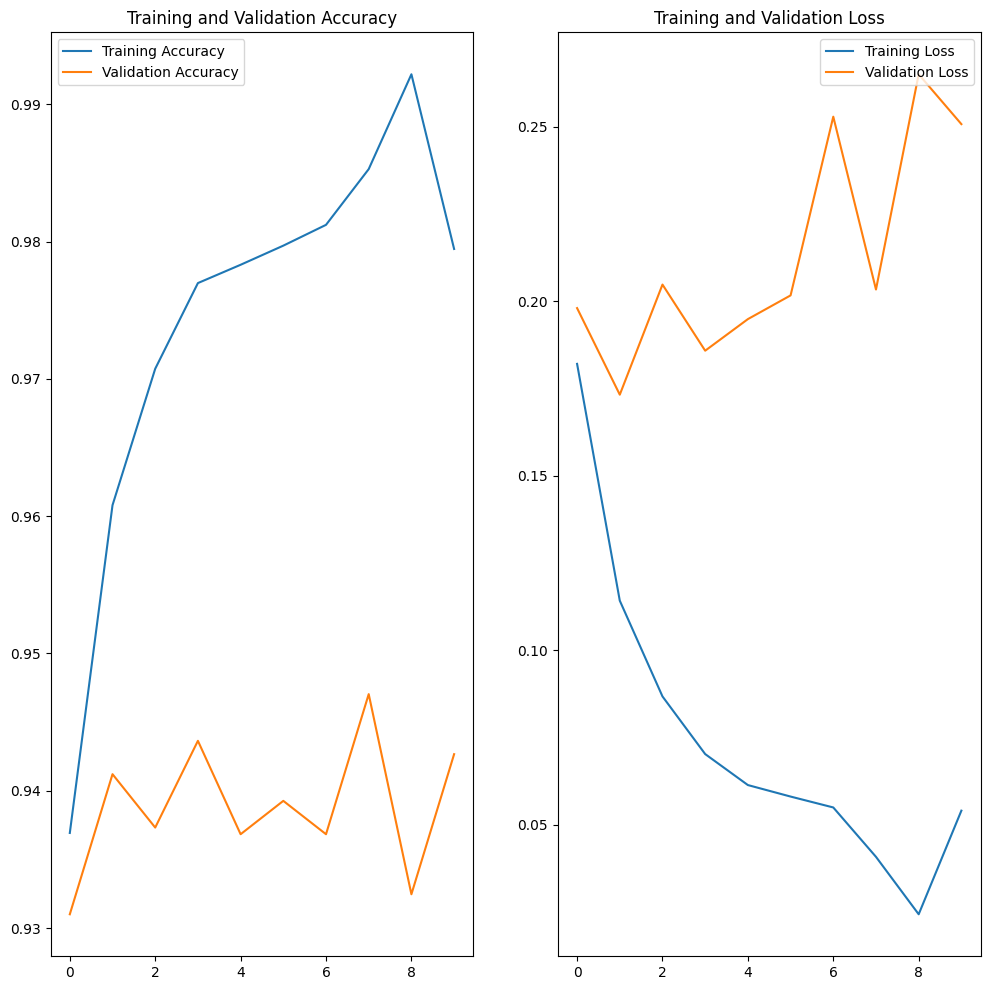 Training and Validation Accuracy
Training Accuracy
Validation Accuracy
0.99
0.98
0.97
0.96
0.95
0.94
0.93
0 2 4 6 8
Training and Validation Loss
Training Loss
Validation Loss
0.25
0.20
0.15
0.10
0.05
0 2 4 6 8